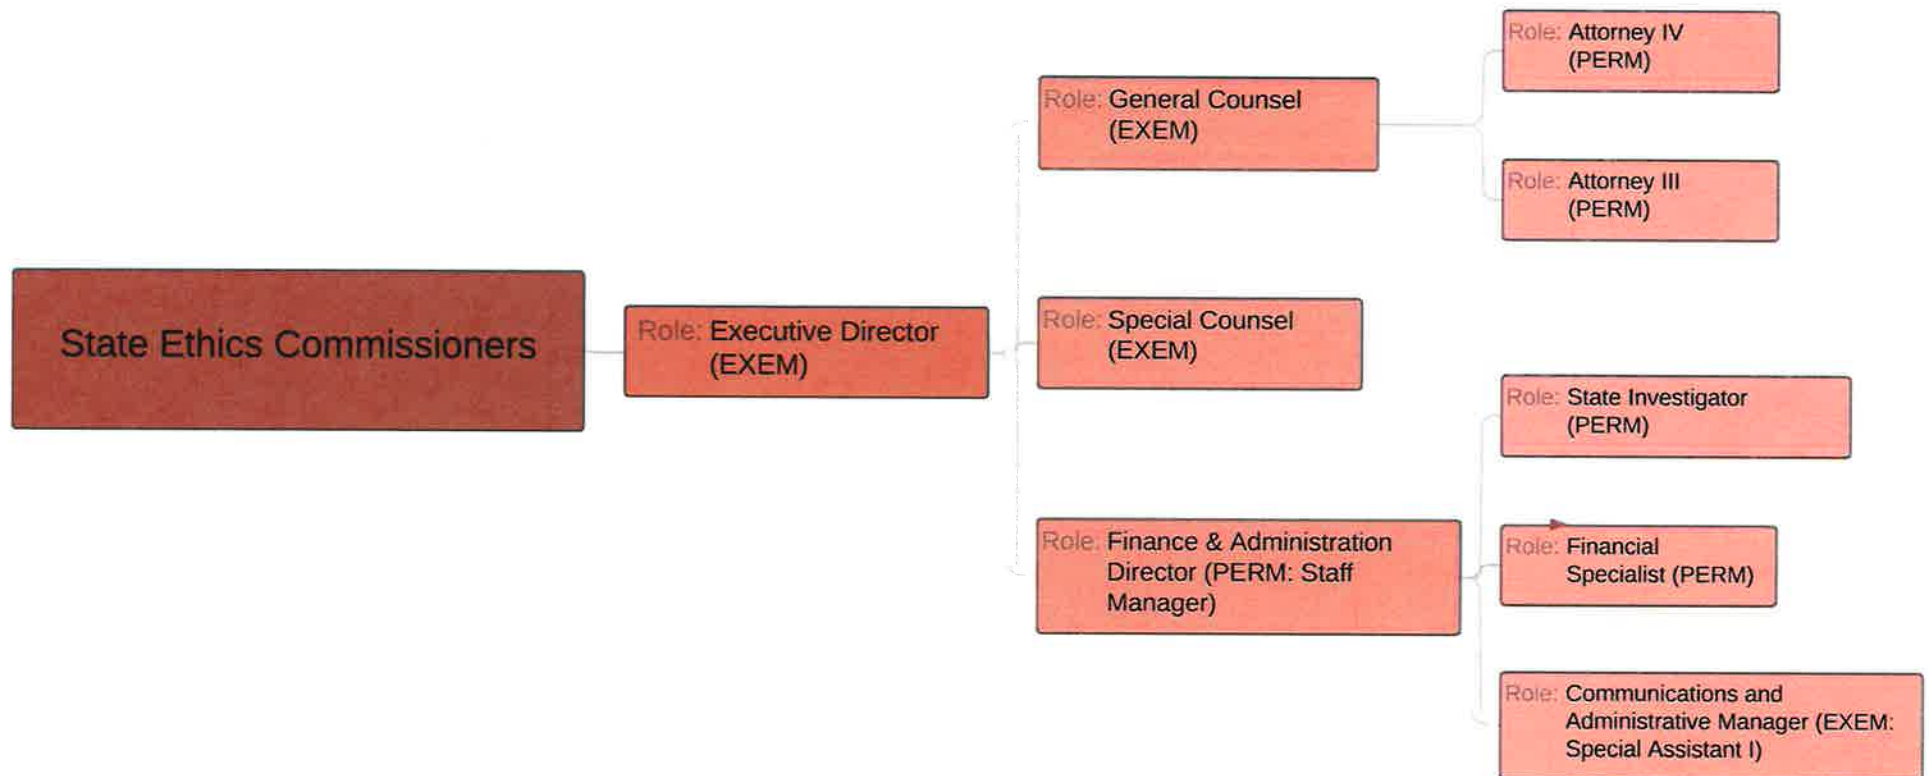 State Ethics Commissioners
Role: Executive Director
(EXEM)
Role: General Counsel
(EXEM)
Role: Attorney IV
(PERM)
Role: Attorney III
(PERM)
Role: Special Counsel
(EXEM)
Role: Finance & Administration
Director (PERM: Staff
Manager)
Role: State Investigator
(PERM)
Role: Financial
Specialist (PERM)
Role: Communications and
Administrative Manager (EXEM:
Special Assistant I)